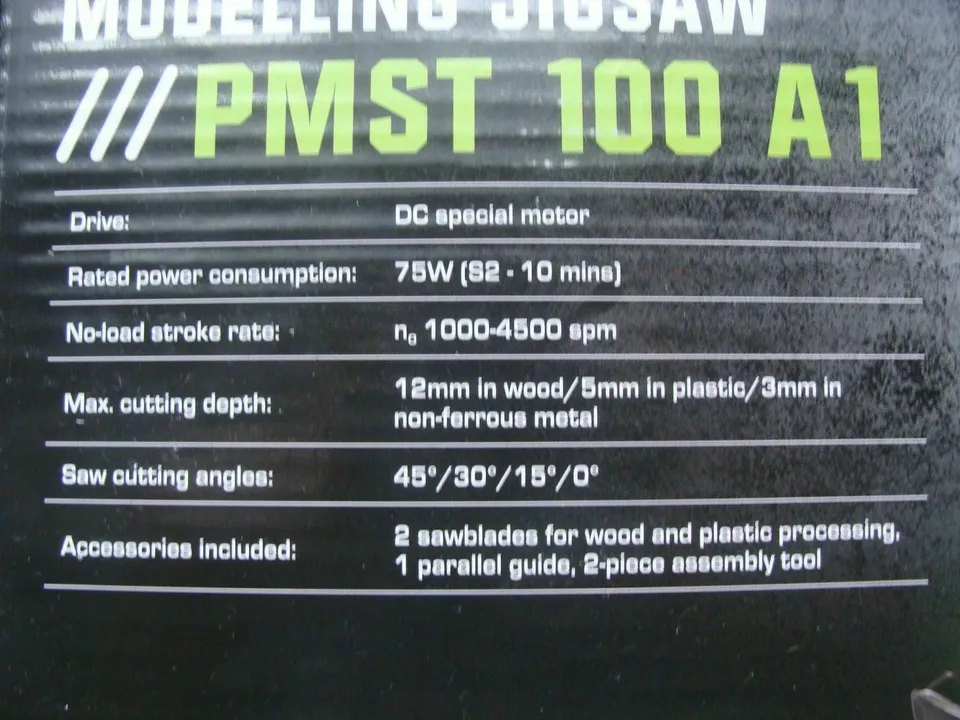 MODELLING JIGSAW
///PMST 100 A1
Drive: DC special motor
Rated power consumption: 75W (S2 - 10 mins)
No-load stroke rate: n₀ 1000-4500 spm
Max. cutting depth: 12mm in wood/5mm in plastic/3mm in
non-ferrous metal
Saw cutting angles: 45°/30°/15°/0°
Accessories included: 2 sawblades for wood and plastic processing,
1 parallel guide, 2-piece assembly tool